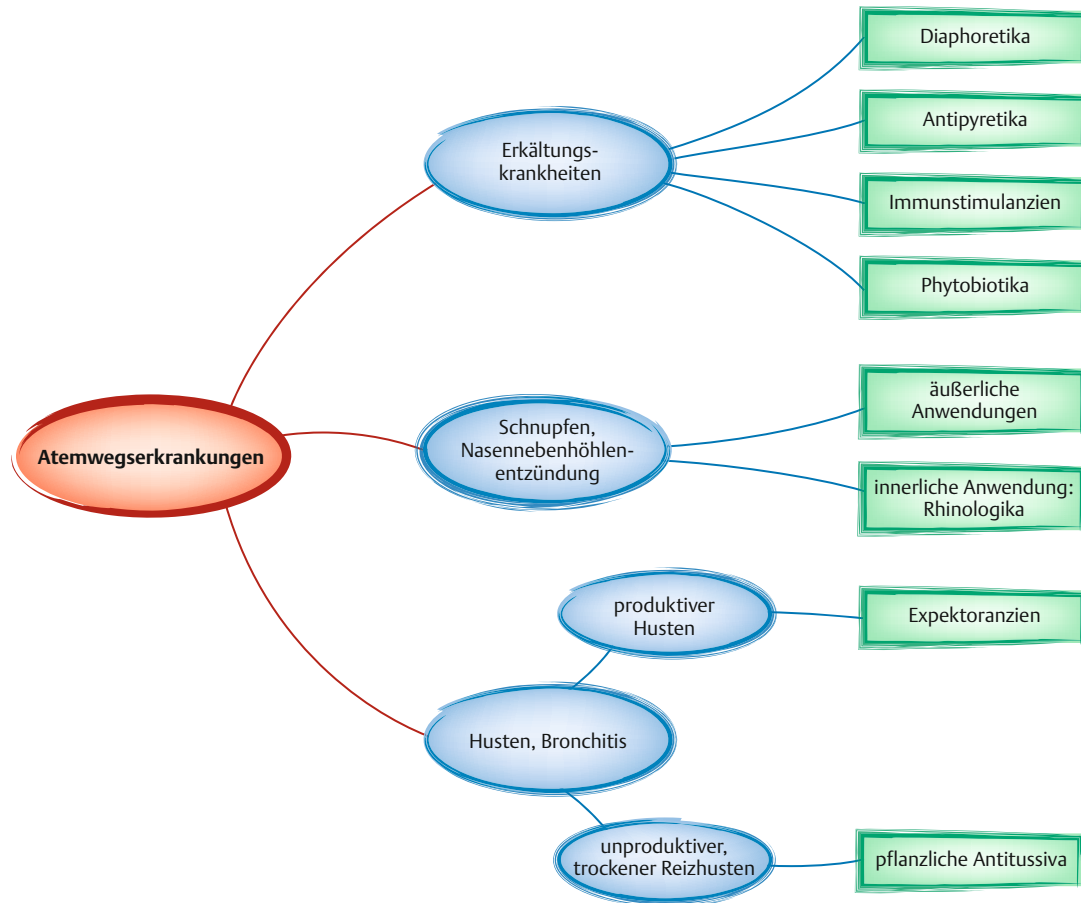 Diaphoretika
Erkältungs-
krankheiten
Antipyretika
Immunstimulanzien
Phytobiotika
Atemwegserkrankungen
Schnupfen,
Nasennebenhöhlen-
entzündung
äußerliche
Anwendungen
innerliche Anwendung:
Rhinologika
produktiver
Husten
Expektoranzien
Husten, Bronchitis
unproduktiver,
trockener Reizhusten
pflanzliche Antitussiva